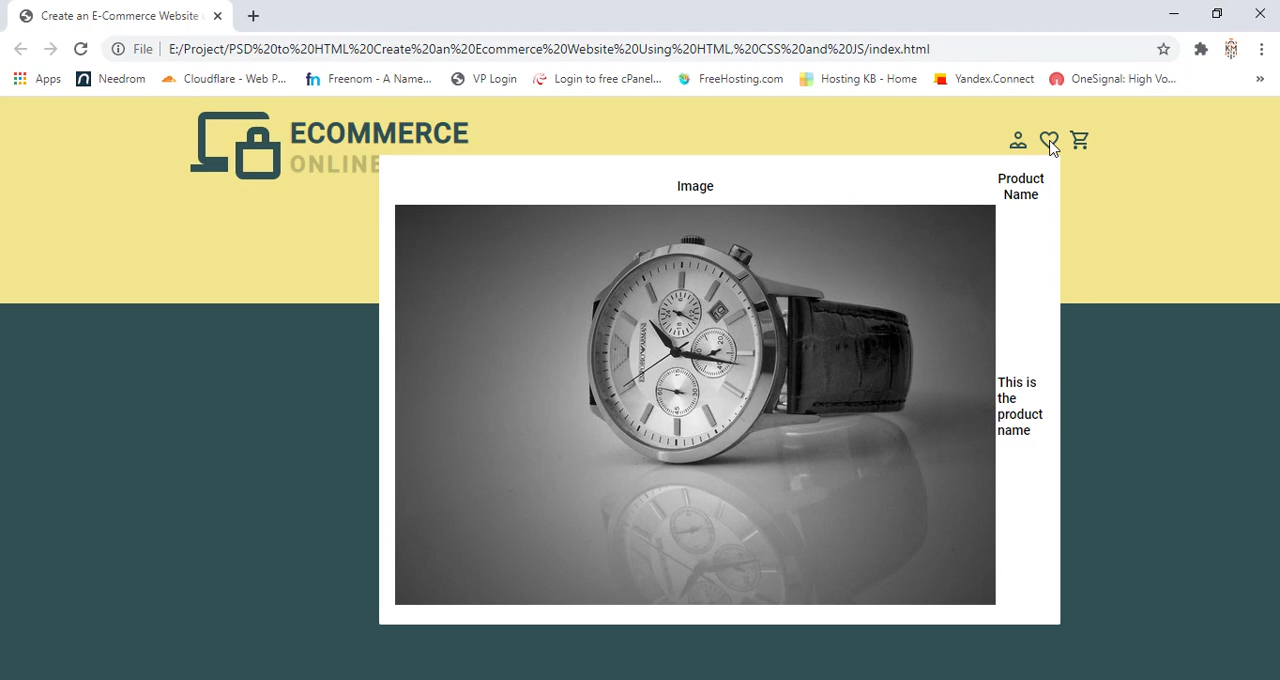 Create an E-Commerce Website
File
E:/Project/PSD%20to%20HTML%20Create%20an%20Ecommerce%20Website%20Using%20HTML,%20CSS%20and%20JS/index.html
KM
Apps
Needrom
Cloudflare - Web P...
fn Freenom - A Name...
VP Login
Login to free cPanel...
FreeHosting.com
Hosting KB - Home
Yandex.Connect
OneSignal: High Vo...
»
ECOMMERCE
ONLINE
Image
Product
Name
This is
the
product
name